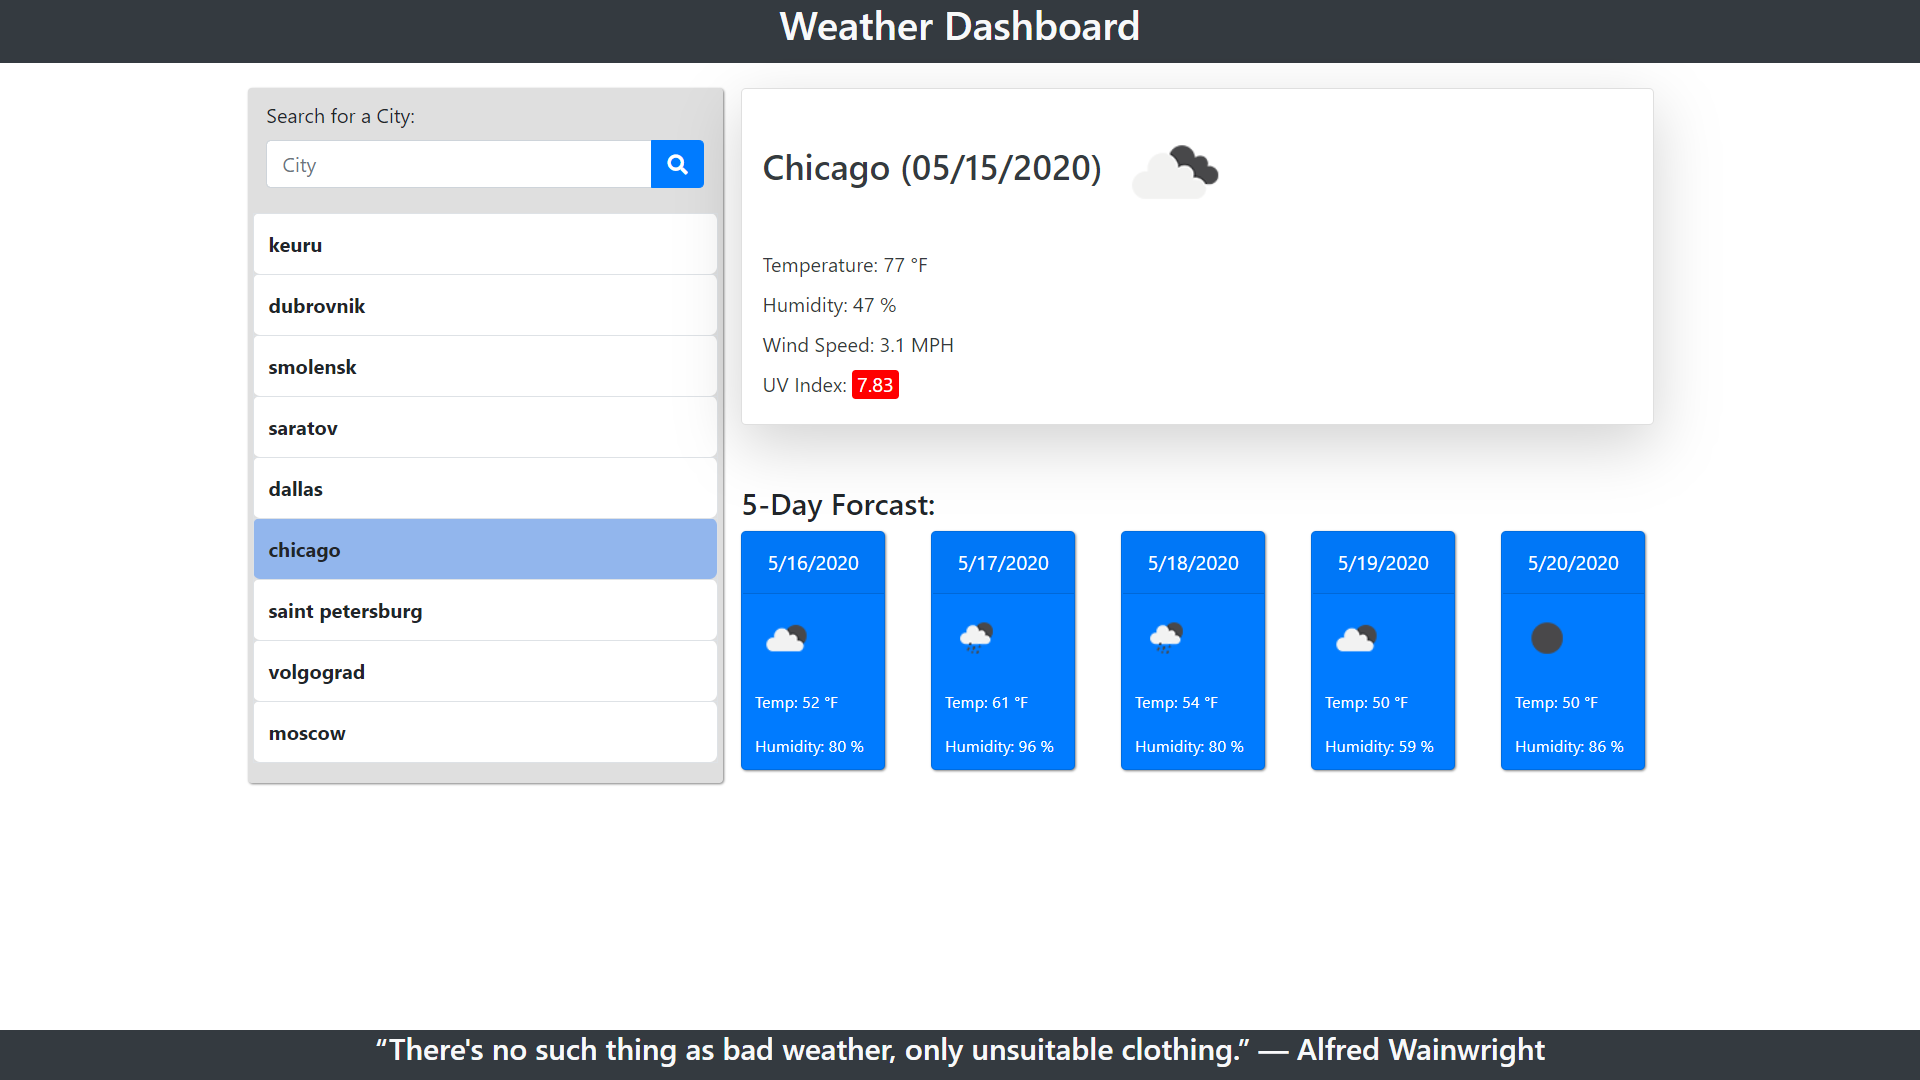 Weather Dashboard
Search for a City:
City
keuru
dubrovnik
smolensk
saratov
dallas
chicago
saint petersburg
volgograd
moscow
Chicago (05/15/2020)
Temperature: 77 °F
Humidity: 47 %
Wind Speed: 3.1 MPH
UV Index: 7.83
5-Day Forcast:
5/16/2020
Temp: 52 °F
Humidity: 80 %
5/17/2020
Temp: 61 °F
Humidity: 96 %
5/18/2020
Temp: 54 °F
Humidity: 80 %
5/19/2020
Temp: 50 °F
Humidity: 59 %
5/20/2020
Temp: 50 °F
Humidity: 86 %
“There's no such thing as bad weather, only unsuitable clothing.” — Alfred Wainwright